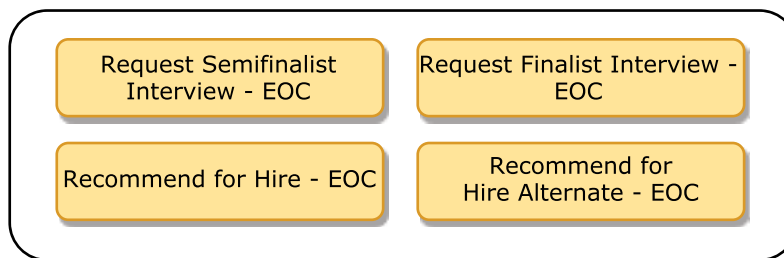 Request Semifinalist
Interview - EOC
Request Finalist Interview -
EOC
Recommend for Hire - EOC
Recommend for
Hire Alternate - EOC